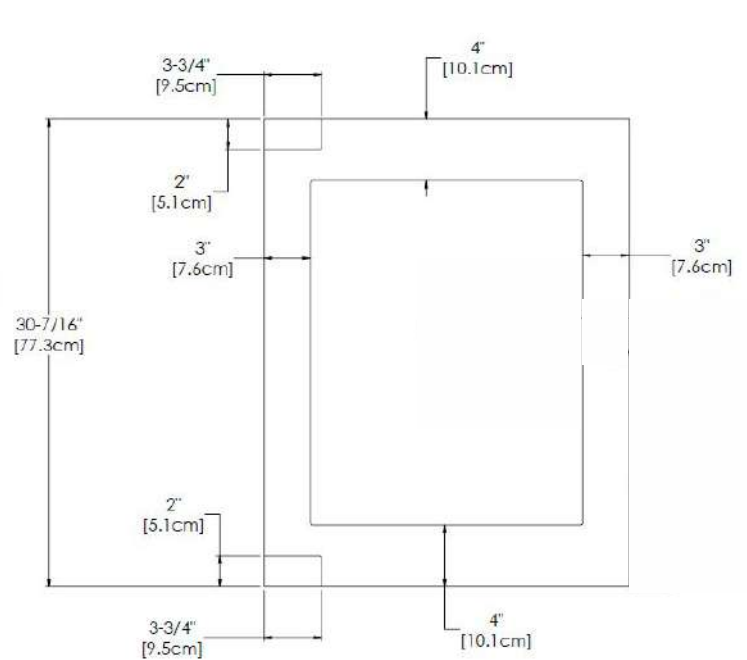 4"
[10.1cm]
3-3/4"
[9.5cm]
2"
[5.1cm]
3"
[7.6cm]
3"
[7.6cm]
30-7/16"
[77.3cm]
2"
[5.1cm]
4"
[10.1cm]
3-3/4"
[9.5cm]